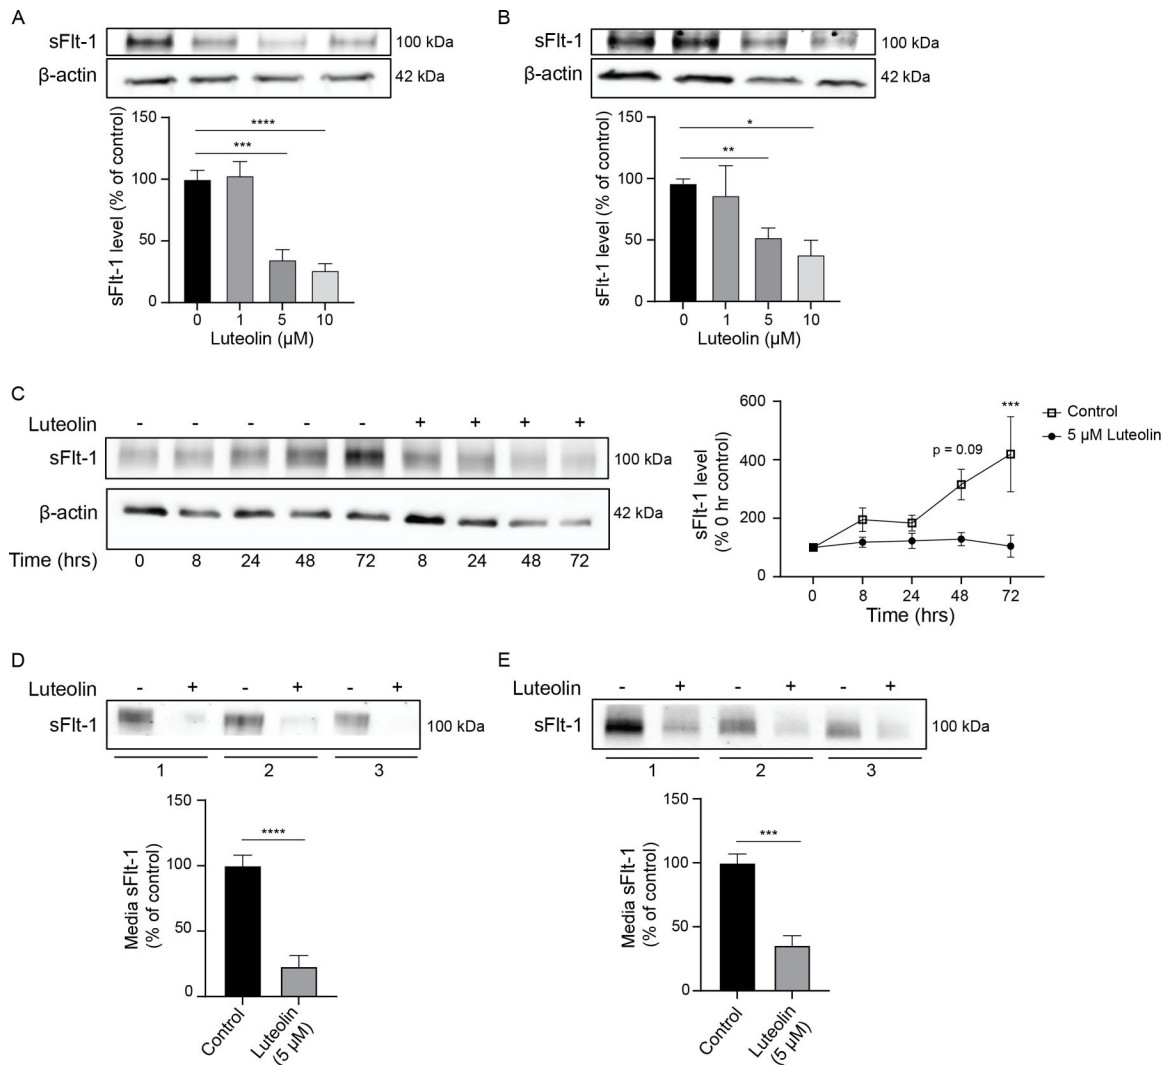 A
sFlt-1
100 kDa
β-actin
42 kDa
sFlt-1 level (% of control)
150
100
50
0
****
***
0 1 5 10
Luteolin (µM)
B
sFlt-1
100 kDa
β-actin
42 kDa
sFlt-1 level (% of control)
150
100
50
0
*
**
0 1 5 10
Luteolin (µM)
C
Luteolin - - - - - + + + +
sFlt-1
100 kDa
β-actin
42 kDa
Time (hrs) 0 8 24 48 72 8 24 48 72
sFlt-1 level
(% 0 hr control)
600
400
200
0
p = 0.09
***
Control
5 µM Luteolin
0 8 24 48 72
Time (hrs)
D
Luteolin - + - + - +
sFlt-1
100 kDa
1 2 3
Media sFlt-1
(% of control)
150
100
50
0
****
Control
Luteolin
(5 µM)
E
Luteolin - + - + - +
sFlt-1
100 kDa
1 2 3
Media sFlt-1
(% of control)
150
100
50
0
***
Control
Luteolin
(5 µM)